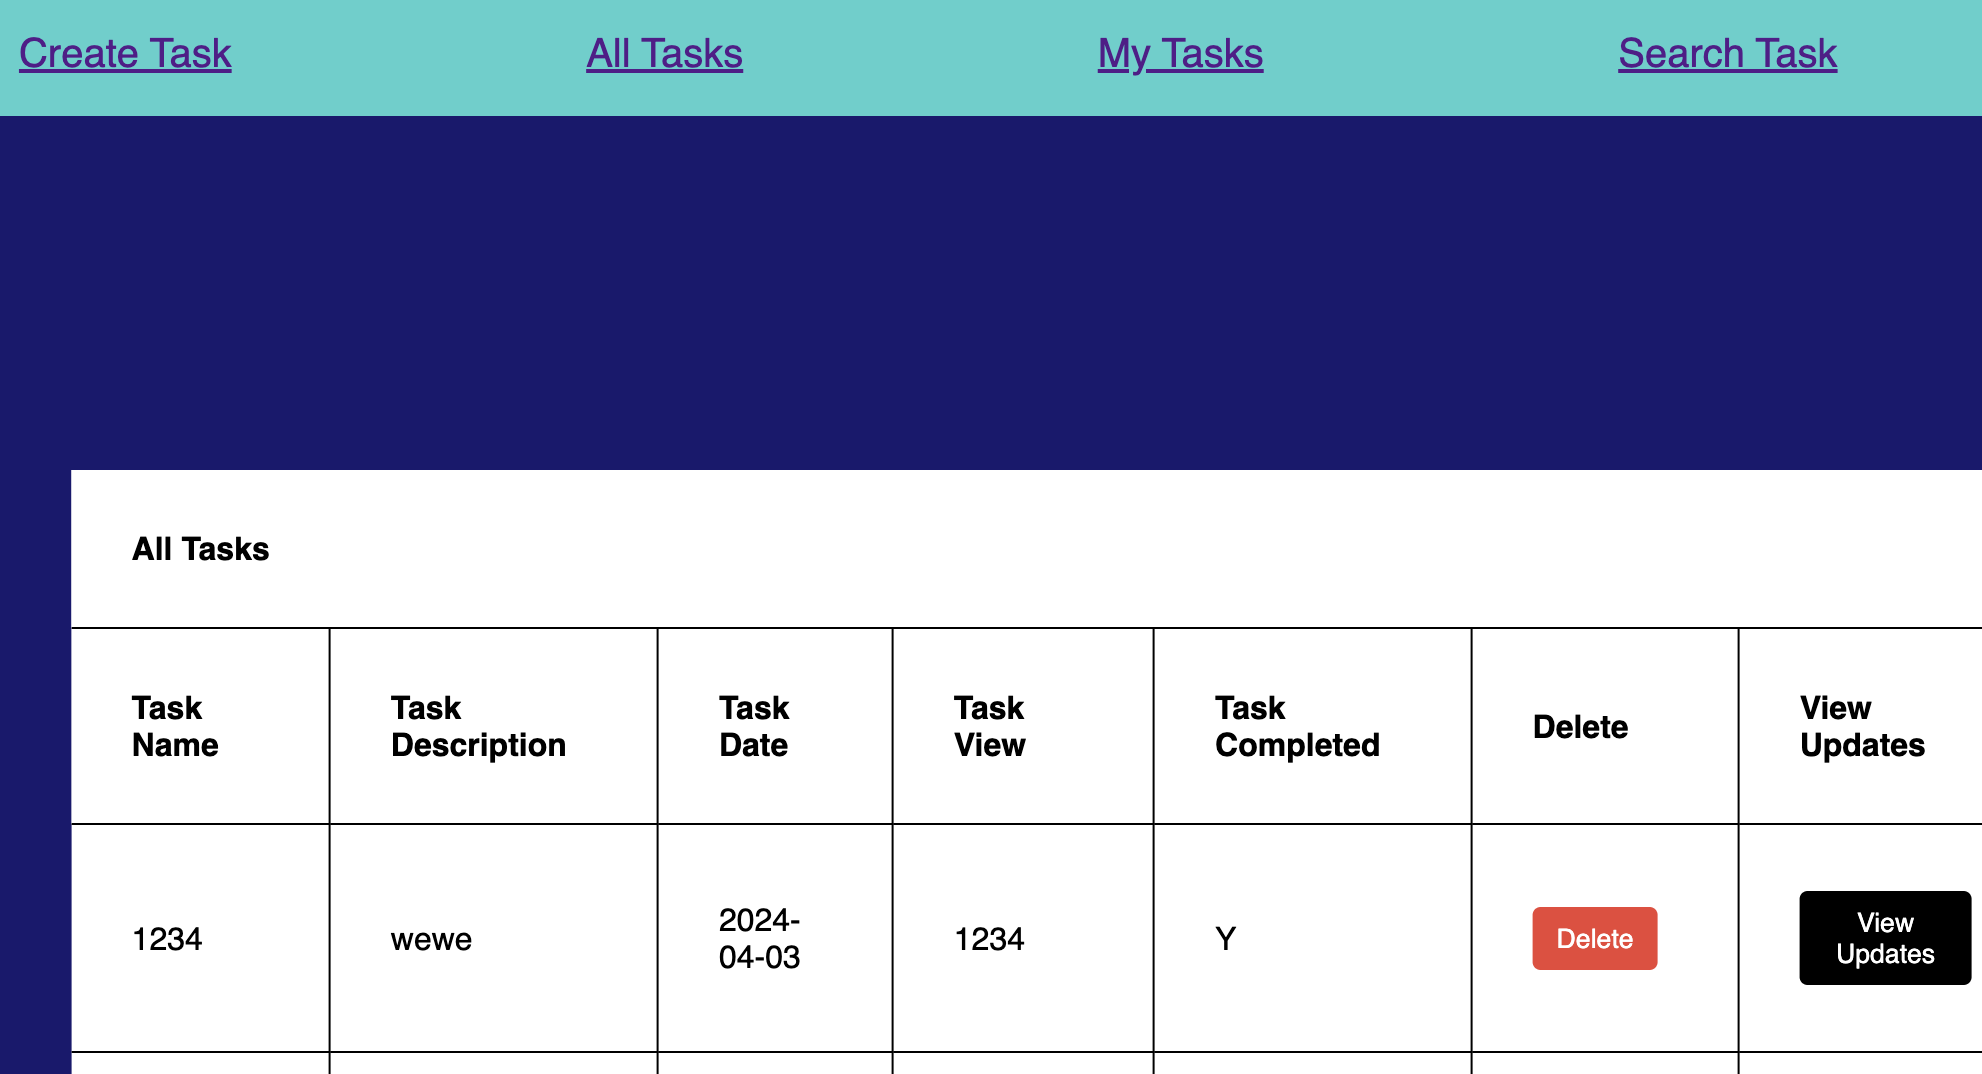 Create Task All Tasks My Tasks Search Task
All Tasks
Task Name Task Description Task Date Task View Task Completed Delete View Updates
1234 wewe 2024-04-03 1234 Y Delete View Updates